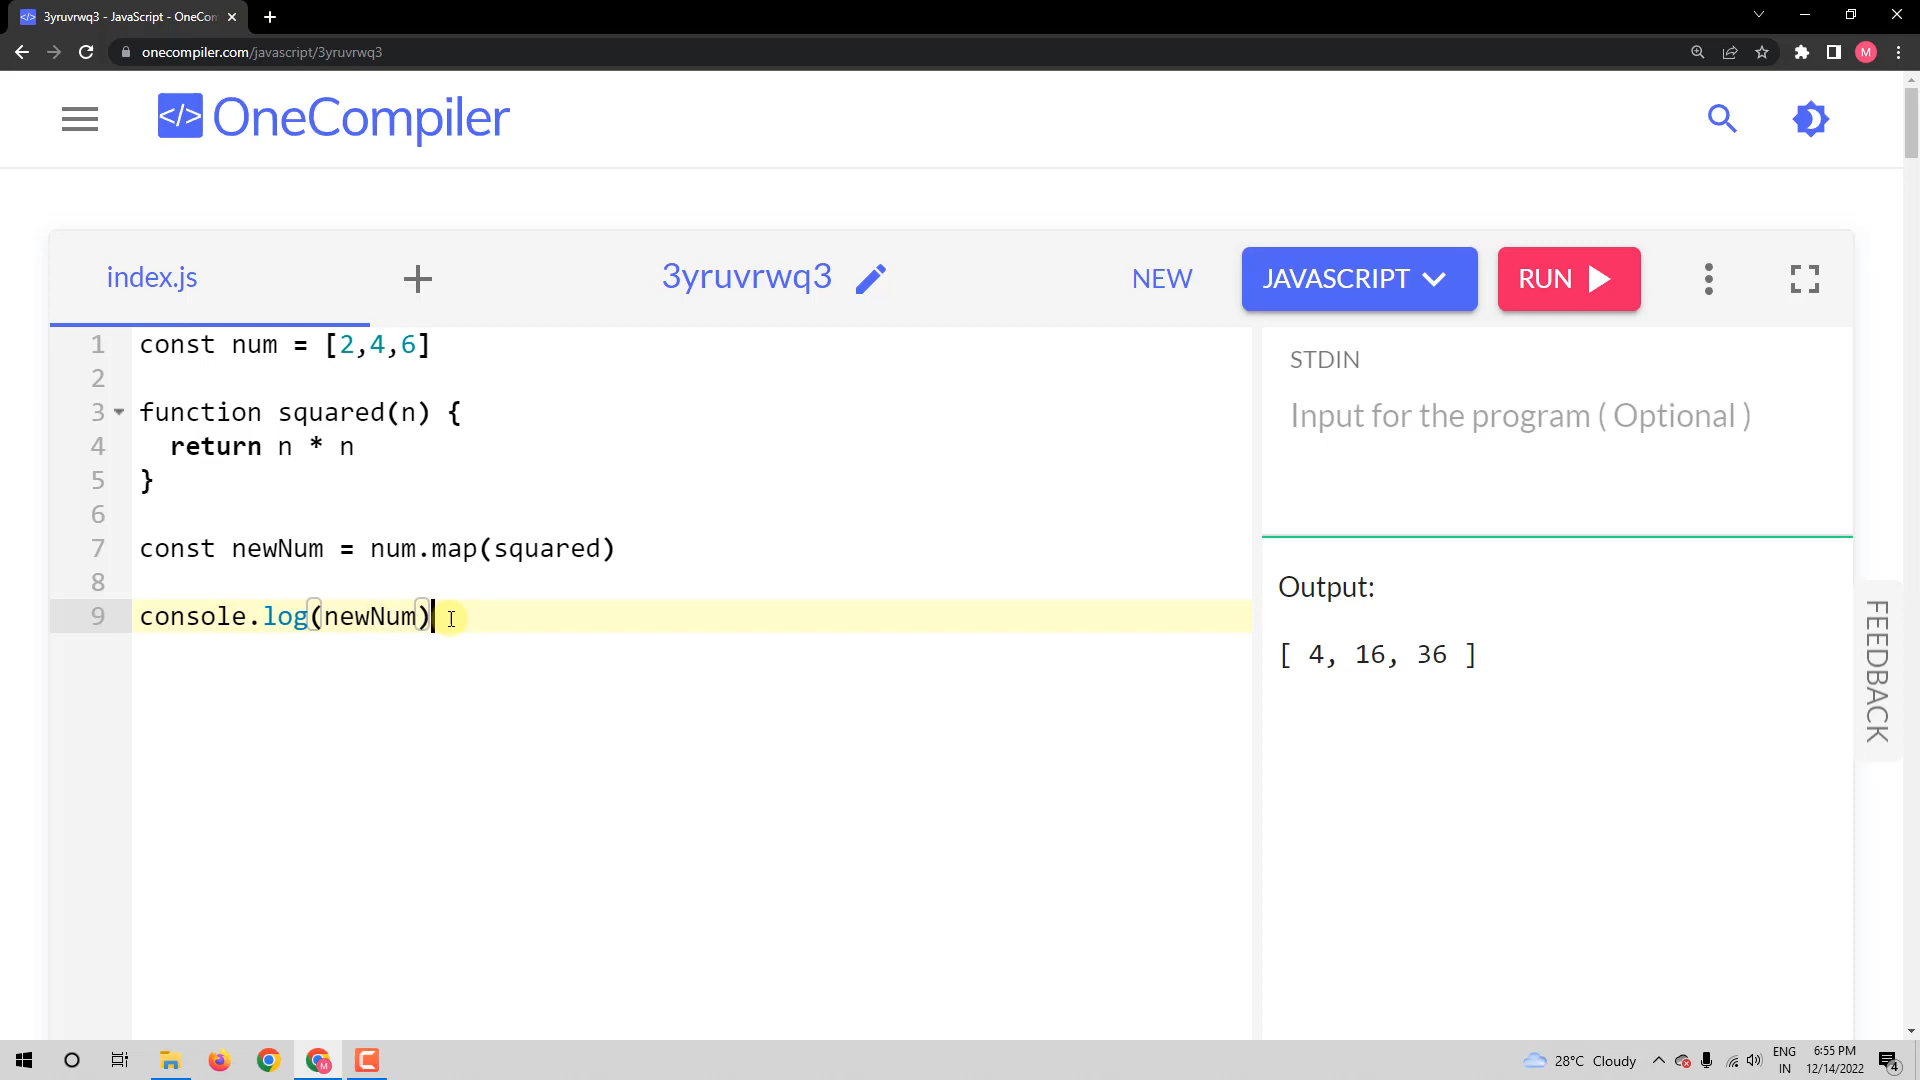 3yruvrwq3 - JavaScript - OneCom
onecompiler.com/javascript/3yruvrwq3
M
</> OneCompiler
index.js
3yruvrwq3
NEW
JAVASCRIPT
RUN
1 const num = [2,4,6]
2
3 function squared(n) {
4 return n * n
5 }
6
7 const newNum = num.map(squared)
8
9 console.log(newNum)
STDIN
Input for the program ( Optional )
Output:
[ 4, 16, 36 ]
FEEDBACK
28°C Cloudy
ENG
IN
6:55 PM
12/14/2022
4